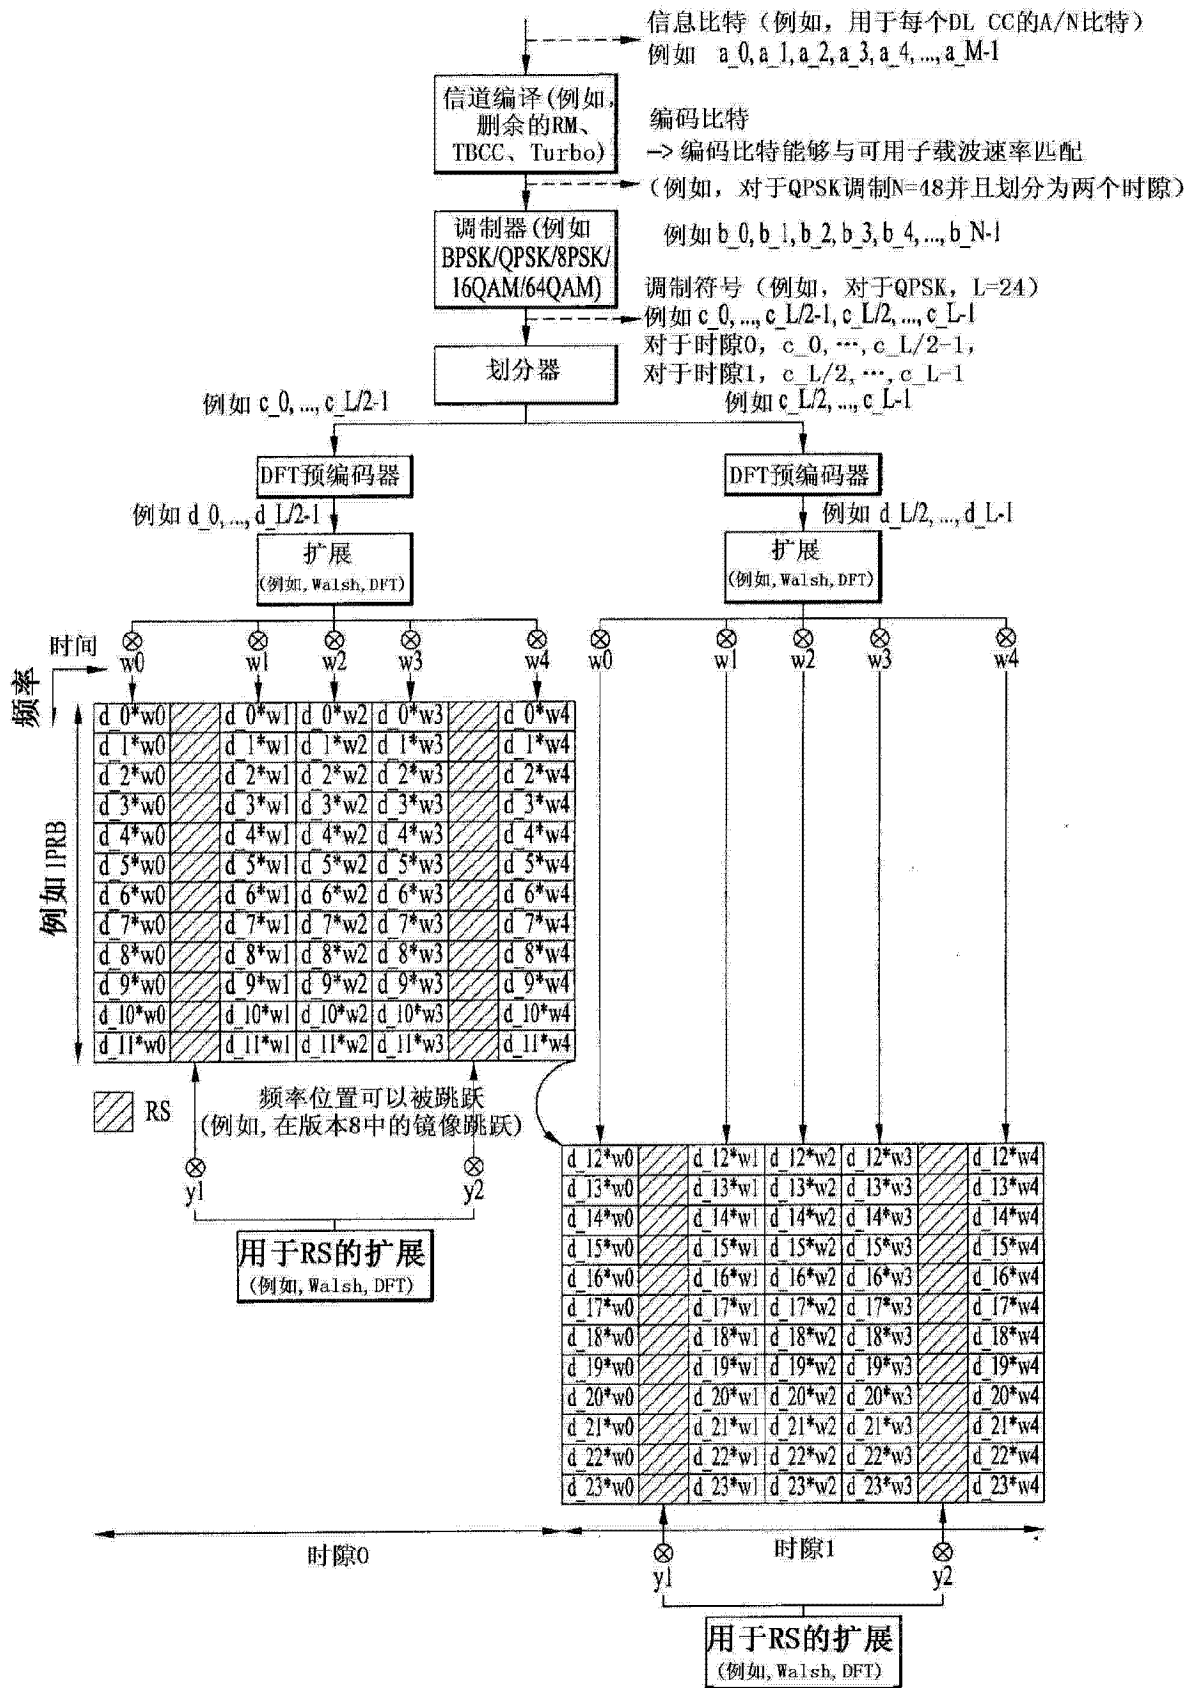 信息比特（例如，用于每个DL CC的A/N比特）
例如 a_0, a_1, a_2, a_3, a_4, ..., a_M-1
信道编译(例如，
删余的RM、
TBCC、Turbo)
编码比特
—> 编码比特能够与可用子载波速率匹配
（例如，对于QPSK调制N=48并且划分为两个时隙）
例如 b_0, b_1, b_2, b_3, b_4, ..., b_N-1
调制器(例如
BPSK/QPSK/8PSK/
16QAM/64QAM)
调制符号（例如，对于QPSK，L=24）
例如 c_0, ..., c_L/2-1, c_L/2, ..., c_L-1
对于时隙0，c_0, …, c_L/2-1，
对于时隙1，c_L/2, …, c_L-1
划分器
例如 c_0, ..., c_L/2-1
例如 c_L/2, ..., c_L-1
DFT预编码器
DFT预编码器
例如 d_0, ..., d_L/2-1
例如 d_L/2, ..., d_L-1
扩展
(例如, Walsh, DFT)
扩展
(例如, Walsh, DFT)
时间
频率
w0 w1 w2 w3 w4
w0 w1 w2 w3 w4
例如 1PRB
d_0*w0 d_0*w1 d_0*w2 d_0*w3 d_0*w4
d_1*w0 d_1*w1 d_1*w2 d_1*w3 d_1*w4
d_2*w0 d_2*w1 d_2*w2 d_2*w3 d_2*w4
d_3*w0 d_3*w1 d_3*w2 d_3*w3 d_3*w4
d_4*w0 d_4*w1 d_4*w2 d_4*w3 d_4*w4
d_5*w0 d_5*w1 d_5*w2 d_5*w3 d_5*w4
d_6*w0 d_6*w1 d_6*w2 d_6*w3 d_6*w4
d_7*w0 d_7*w1 d_7*w2 d_7*w3 d_7*w4
d_8*w0 d_8*w1 d_8*w2 d_8*w3 d_8*w4
d_9*w0 d_9*w1 d_9*w2 d_9*w3 d_9*w4
d_10*w0 d_10*w1 d_10*w2 d_10*w3 d_10*w4
d_11*w0 d_11*w1 d_11*w2 d_11*w3 d_11*w4
RS
频率位置可以被跳跃
(例如, 在版本8中的镜像跳跃)
y1 y2
用于RS的扩展
(例如, Walsh, DFT)
d_12*w0 d_12*w1 d_12*w2 d_12*w3 d_12*w4
d_13*w0 d_13*w1 d_13*w2 d_13*w3 d_13*w4
d_14*w0 d_14*w1 d_14*w2 d_14*w3 d_14*w4
d_15*w0 d_15*w1 d_15*w2 d_15*w3 d_15*w4
d_16*w0 d_16*w1 d_16*w2 d_16*w3 d_16*w4
d_17*w0 d_17*w1 d_17*w2 d_17*w3 d_17*w4
d_18*w0 d_18*w1 d_18*w2 d_18*w3 d_18*w4
d_19*w0 d_19*w1 d_19*w2 d_19*w3 d_19*w4
d_20*w0 d_20*w1 d_20*w2 d_20*w3 d_20*w4
d_21*w0 d_21*w1 d_21*w2 d_21*w3 d_21*w4
d_22*w0 d_22*w1 d_22*w2 d_22*w3 d_22*w4
d_23*w0 d_23*w1 d_23*w2 d_23*w3 d_23*w4
时隙0
时隙1
y1 y2
用于RS的扩展
(例如, Walsh, DFT)